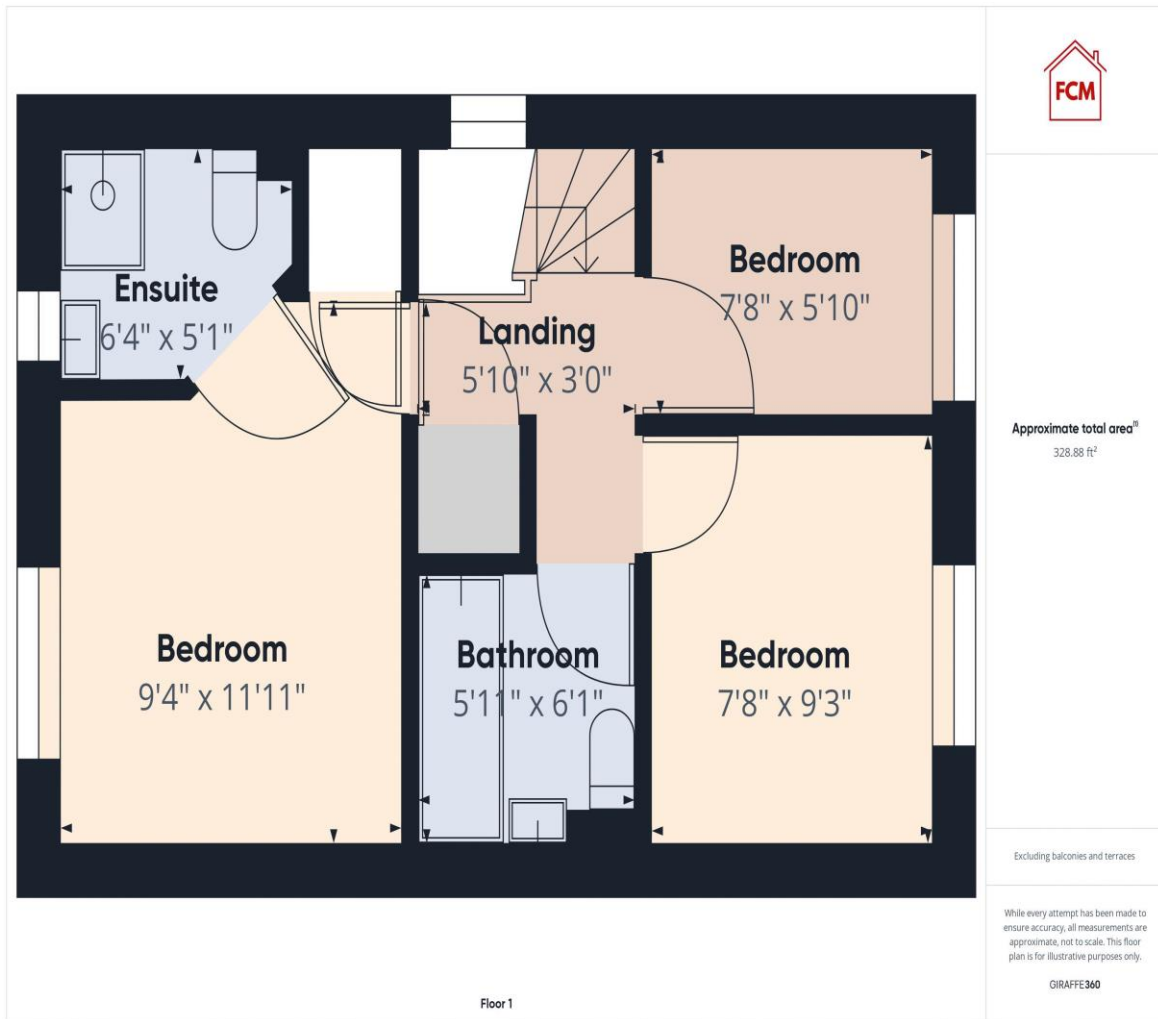 FCM
Ensuite
6'4" x 5'1"
Landing
5'10" x 3'0"
Bedroom
7'8" x 5'10"
Bedroom
9'4" x 11'11"
Bathroom
5'11" x 6'1"
Bedroom
7'8" x 9'3"
Floor 1
Approximate total area⁽¹⁾
328.88 ft²
Excluding balconies and terraces
While every attempt has been made to
ensure accuracy, all measurements are
approximate, not to scale. This floor
plan is for illustrative purposes only.
GIRAFFE360